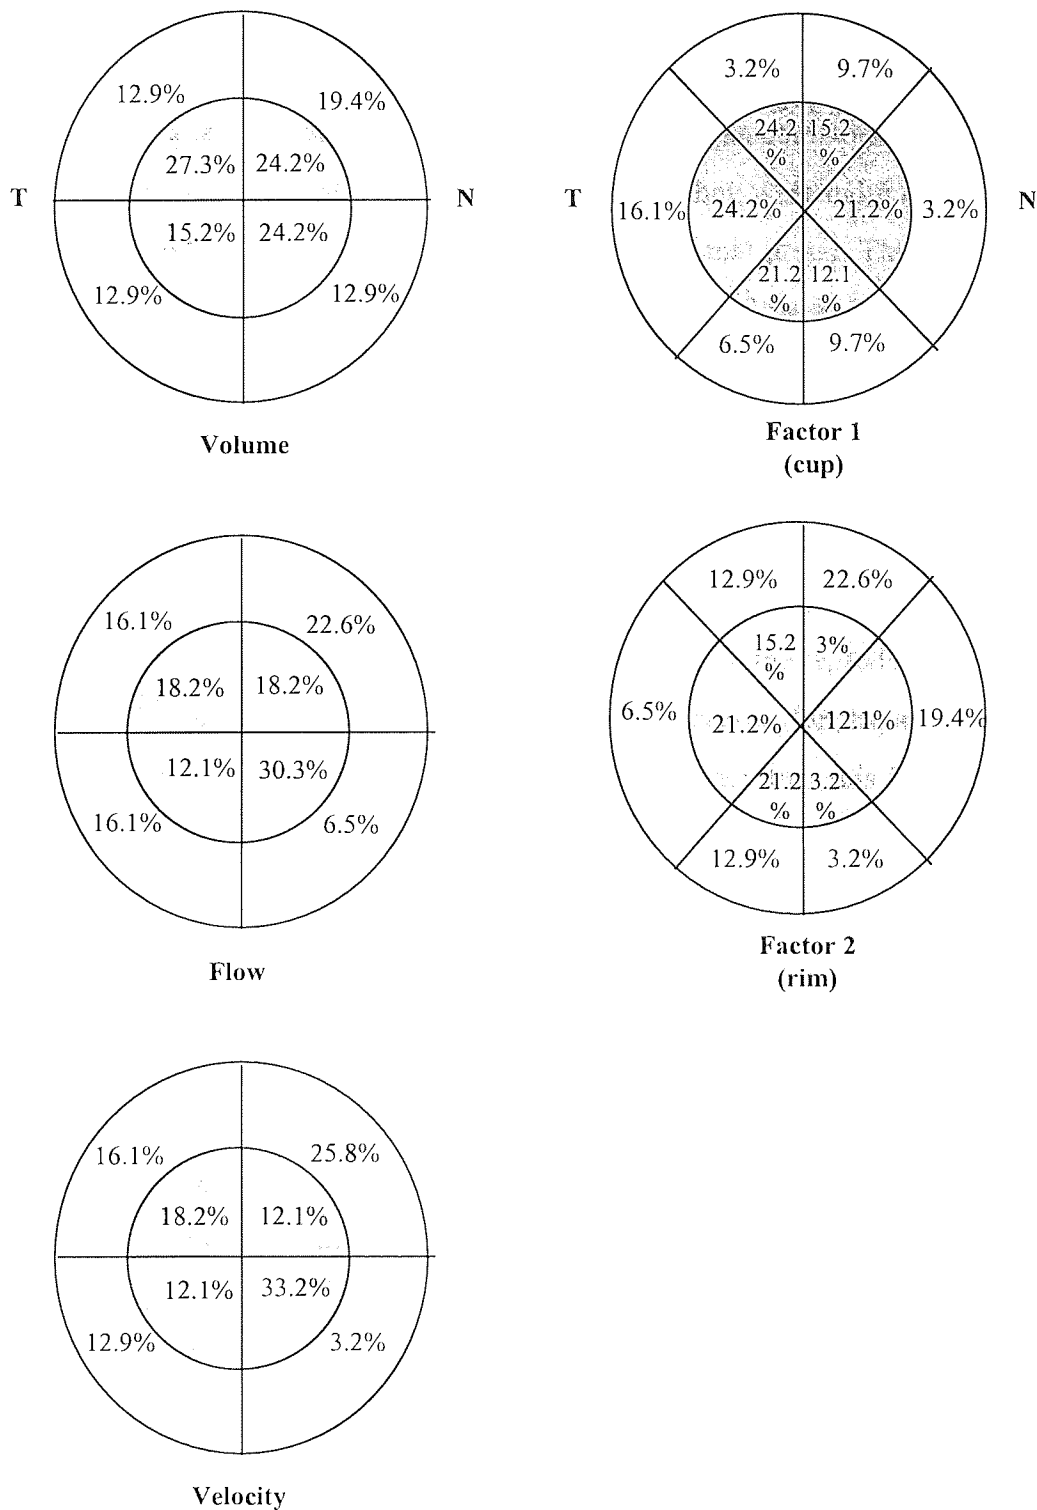 12.9% 19.4%
27.3% 24.2%
T N
15.2% 24.2%
12.9% 12.9%
Volume
3.2% 9.7%
24.2 15.2
% %
T 16.1% 24.2% 21.2% 3.2% N
21.2 12.1
% %
6.5% 9.7%
Factor 1
(cup)
16.1% 22.6%
18.2% 18.2%
12.1% 30.3%
16.1% 6.5%
Flow
12.9% 22.6%
15.2 3%
%
6.5% 21.2% 12.1% 19.4%
21.2 3.2
% %
12.9% 3.2%
Factor 2
(rim)
16.1% 25.8%
18.2% 12.1%
12.1% 33.2%
12.9% 3.2%
Velocity